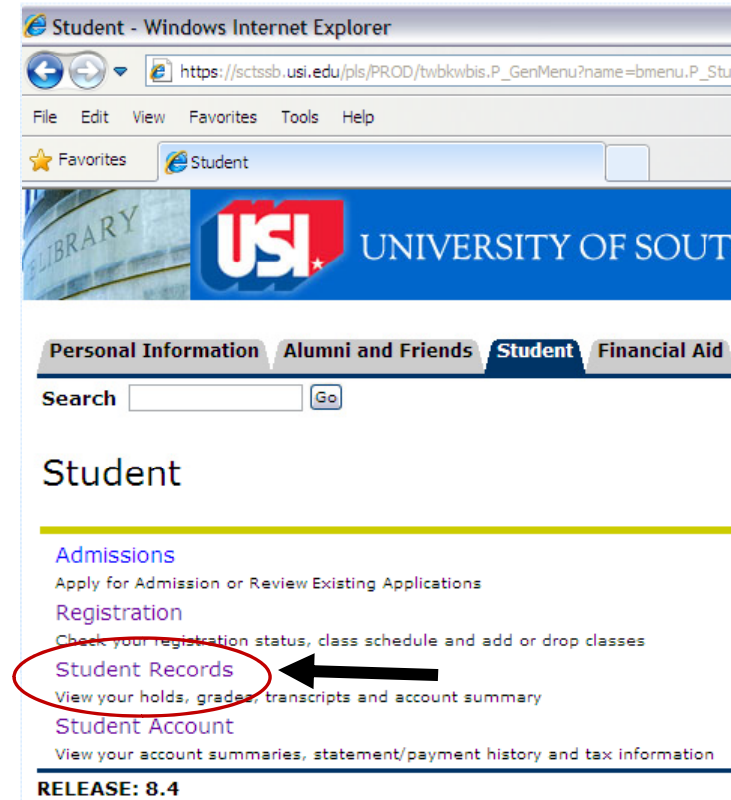 Student - Windows Internet Explorer
https://sctssb.usi.edu/pls/PROD/twbkwbis.P_GenMenu?name=bmenu.P_Stu
File Edit View Favorites Tools Help
Favorites Student
LIBRARY
USI
UNIVERSITY OF SOUT
Personal Information Alumni and Friends Student Financial Aid
Search Go
Student
Admissions
Apply for Admission or Review Existing Applications
Registration
Check your registration status, class schedule and add or drop classes
Student Records
View your holds, grades, transcripts and account summary
Student Account
View your account summaries, statement/payment history and tax information
RELEASE: 8.4